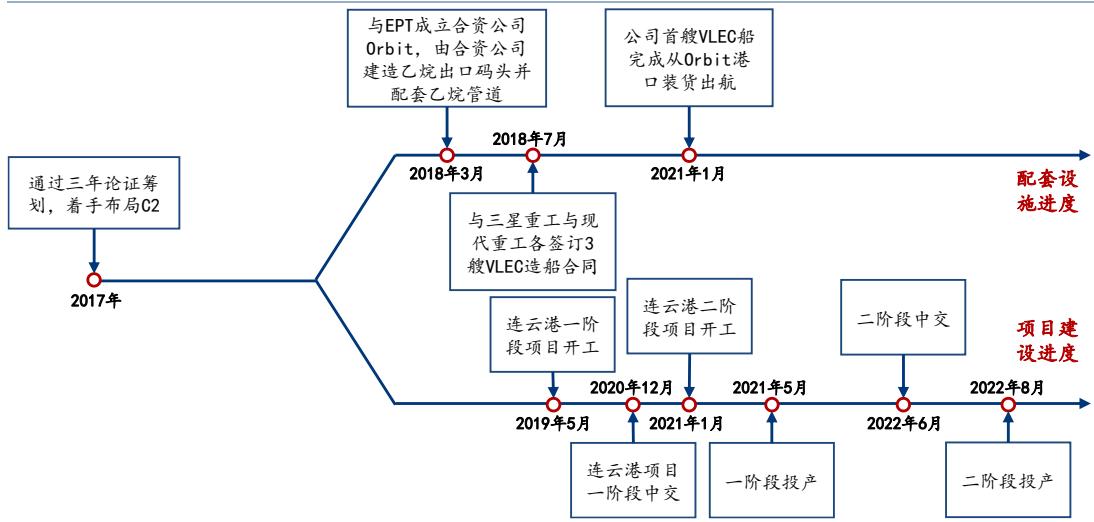 与EPT成立合资公司
Orbit，由合资公司
建造乙烷出口码头并
配套乙烷管道
公司首艘VLEC船
完成从Orbit港
口装货出航
2018年7月
2018年3月
2021年1月
配套设
施进度
通过三年论证筹
划，着手布局C2
与三星重工与现
代重工各签订3
艘VLEC造船合同
2017年
连云港一阶
段项目开工
连云港二阶
段项目开工
二阶段中交
项目建
设进度
2020年12月
2021年5月
2022年8月
2019年5月
2021年1月
2022年6月
连云港项目
一阶段中交
一阶段投产
二阶段投产